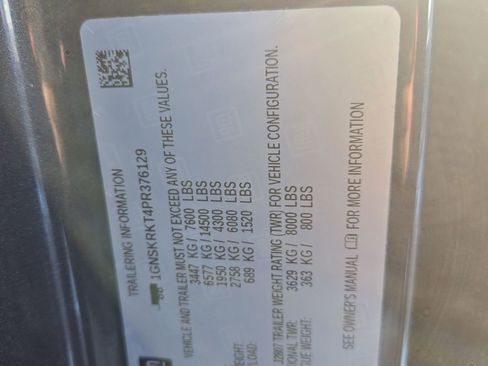 TRAILERING INFORMATION
1GNSKRKT4PR376129
VEHICLE AND TRAILER MUST NOT EXCEED ANY OF THESE VALUES.
3447 KG / 7600 LBS
6577 KG / 14500 LBS
1950 KG / 4300 LBS
2758 KG / 6080 LBS
689 KG / 1520 LBS
J2807 TRAILER WEIGHT RATING (TWR) FOR VEHICLE CONFIGURATION.
3629 KG / 8000 LBS
363 KG / 800 LBS
SEE OWNER'S MANUAL FOR MORE INFORMATION